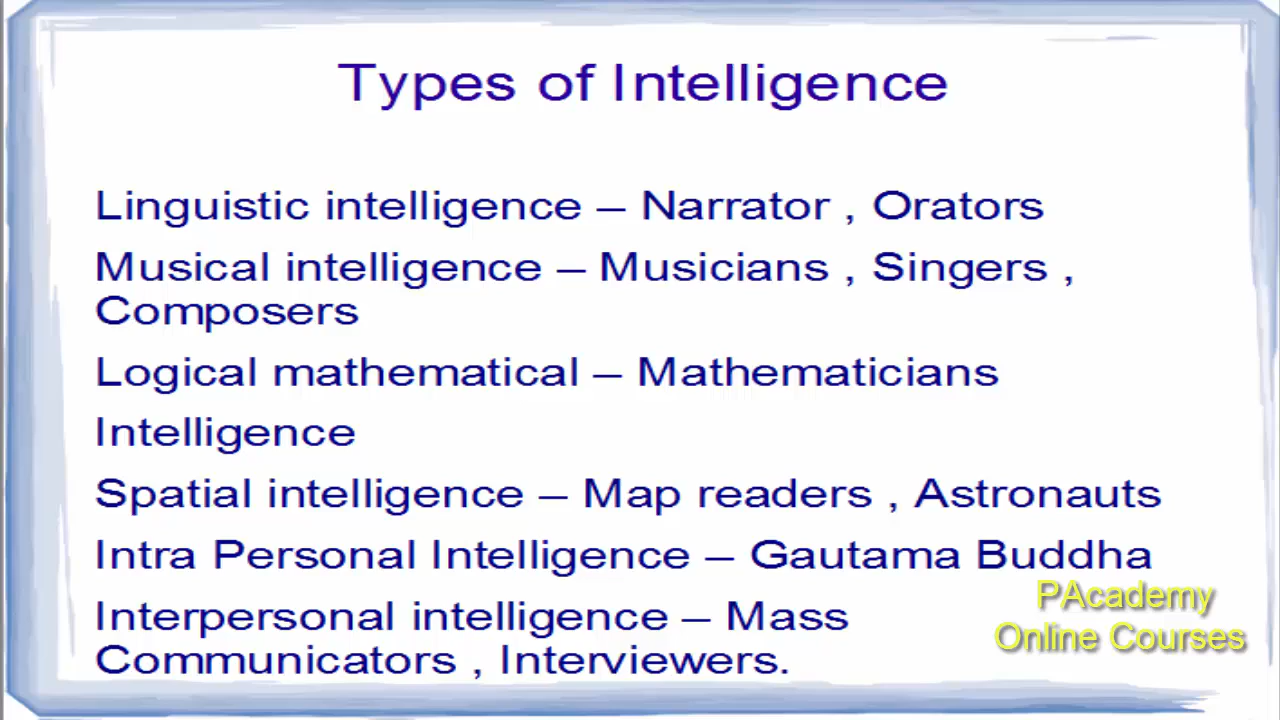 Types of Intelligence
Linguistic intelligence – Narrator , Orators
Musical intelligence – Musicians , Singers ,
Composers
Logical mathematical – Mathematicians
Intelligence
Spatial intelligence – Map readers , Astronauts
Intra Personal Intelligence – Gautama Buddha
Interpersonal intelligence – Mass
Communicators , Interviewers.
PAcademy
Online Courses